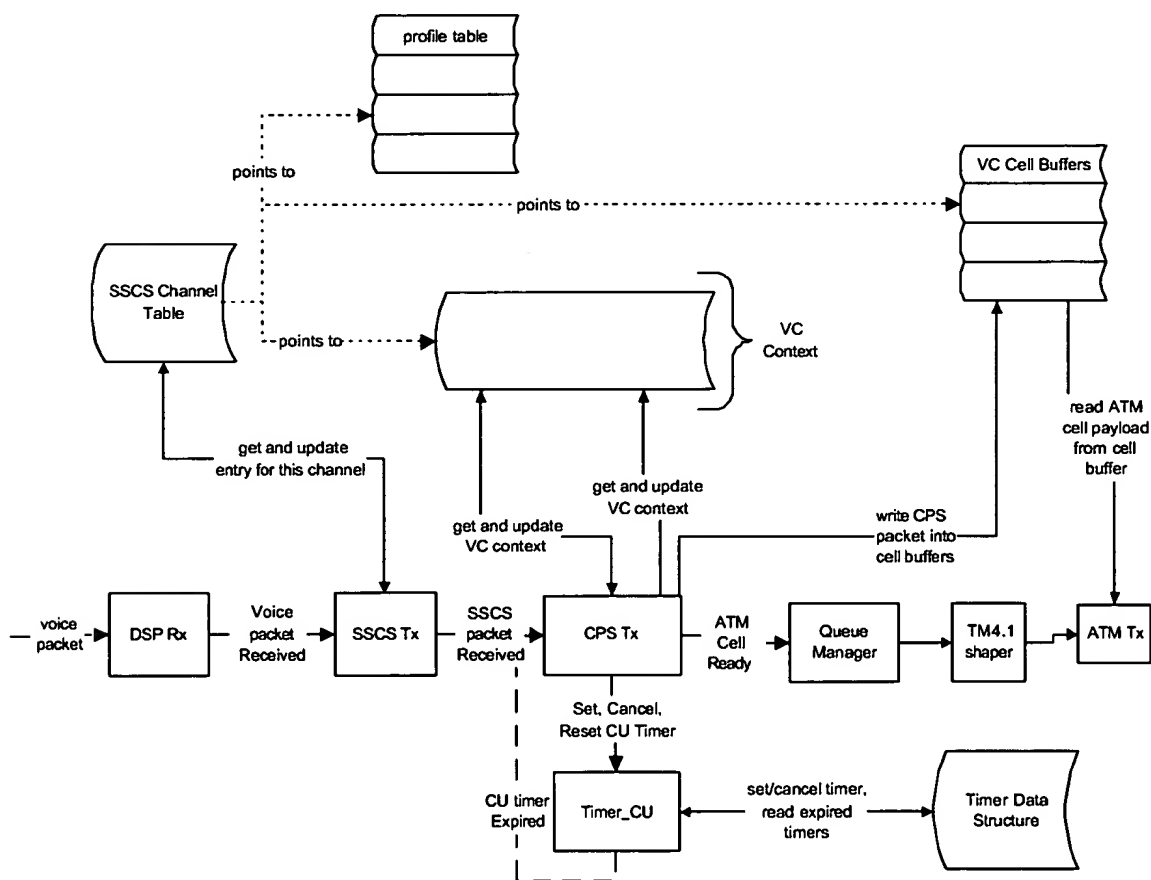 profile table
points to
VC Cell Buffers
points to
SSCS Channel
Table
points to
VC
Context
read ATM
cell payload
from cell
buffer
get and update
entry for this channel
get and update
VC context
get and update
VC context
write CPS
packet into
cell buffers
voice
packet
DSP Rx
Voice
packet
Received
SSCS Tx
SSCS
packet
Received
CPS Tx
ATM
Cell
Ready
Queue
Manager
TM4.1
shaper
ATM Tx
Set, Cancel,
Reset CU Timer
CU timer
Expired
Timer_CU
set/cancel timer,
read expired
timers
Timer Data
Structure